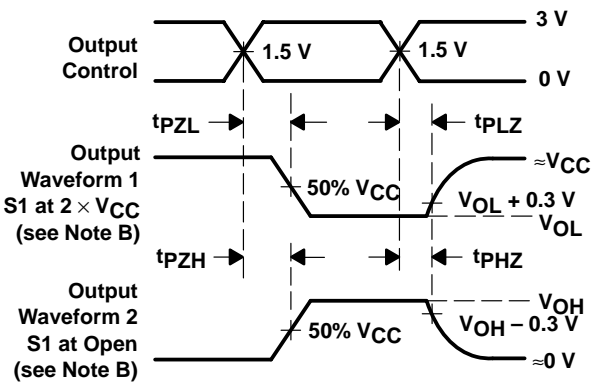 3 V
Output
Control
1.5 V
1.5 V
0 V
tPZL
tPLZ
Output
Waveform 1
S1 at 2 × VCC
(see Note B)
≈VCC
50% VCC
VOL + 0.3 V
VOL
tPZH
tPHZ
Output
Waveform 2
S1 at Open
(see Note B)
VOH
50% VCC
VOH − 0.3 V
≈0 V